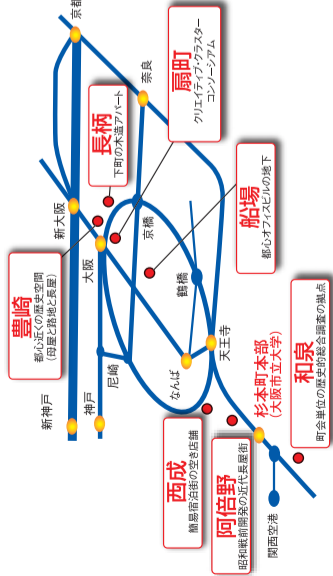 京都
奈良
扇町
クリエイティブ・クラスター
コンソーシアム
長柄
下町の木造アパート
新大阪
大阪
京橋
船場
都心オフィスビルの地下
豊崎
都心近くの歴史空間
(母屋と路地と長屋)
尼崎
鶴橋
なんば
天王寺
新神戸
神戸
西成
簡易宿泊街の空き店舗
阿倍野
昭和戦前開発の近代長屋街
杉本町本部
(大阪市立大学)
和泉
町会単位の歴史的総合調査の拠点
関西空港